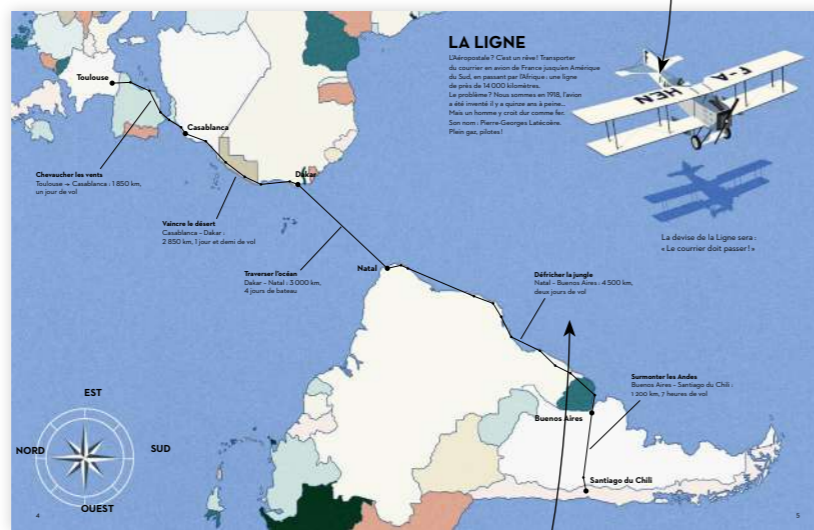 LA LIGNE
L'Aéropostale ? C'est un rêve ! Transporter
du courrier en avion de France jusqu'en Amérique
du Sud, en passant par l'Afrique : une ligne
de près de 14 000 kilomètres.
Le problème ? Nous sommes en 1918, l'avion
a été inventé il y a quinze ans à peine…
Mais un homme y croit dur comme fer.
Son nom : Pierre-Georges Latécoère.
Plein gaz, pilotes !
F-A
HEN
Toulouse
Casablanca
Chevaucher les vents
Toulouse → Casablanca : 1 850 km,
un jour de vol
Dakar
Vaincre le désert
Casablanca – Dakar :
2 850 km, 1 jour et demi de vol
La devise de la Ligne sera :
« Le courrier doit passer ! »
Traverser l'océan
Dakar – Natal : 3 000 km,
4 jours de bateau
Natal
Défricher la jungle
Natal – Buenos Aires : 4 500 km,
deux jours de vol
Surmonter les Andes
Buenos Aires – Santiago du Chili :
1 200 km, 7 heures de vol
Buenos Aires
Santiago du Chili
EST
NORD
SUD
OUEST
4
5